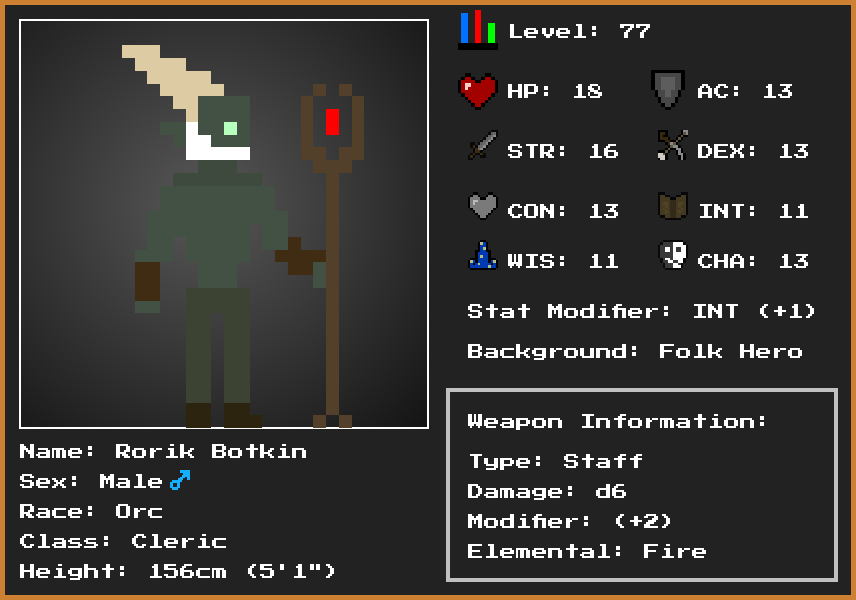 Level: 77
HP: 18
AC: 13
STR: 16
DEX: 13
CON: 13
INT: 11
WIS: 11
CHA: 13
Stat Modifier: INT (+1)
Background: Folk Hero
Weapon Information:
Type: Staff
Damage: d6
Modifier: (+2)
Elemental: Fire
Name: Rorik Botkin
Sex: Male♂
Race: Orc
Class: Cleric
Height: 156cm (5'1")